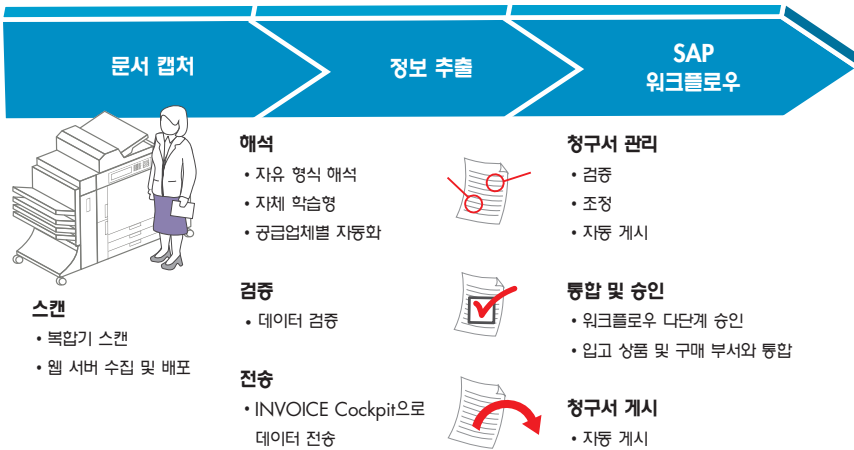 문서 캡처
정보 추출
SAP
워크플로우
스캔
• 복합기 스캔
• 웹 서버 수집 및 배포
해석
• 자유 형식 해석
• 자체 학습형
• 공급업체별 자동화
검증
• 데이터 검증
전송
• INVOICE Cockpit으로
데이터 전송
청구서 관리
• 검증
• 조정
• 자동 게시
통합 및 승인
• 워크플로우 다단계 승인
• 입고 상품 및 구매 부서와 통합
청구서 게시
• 자동 게시